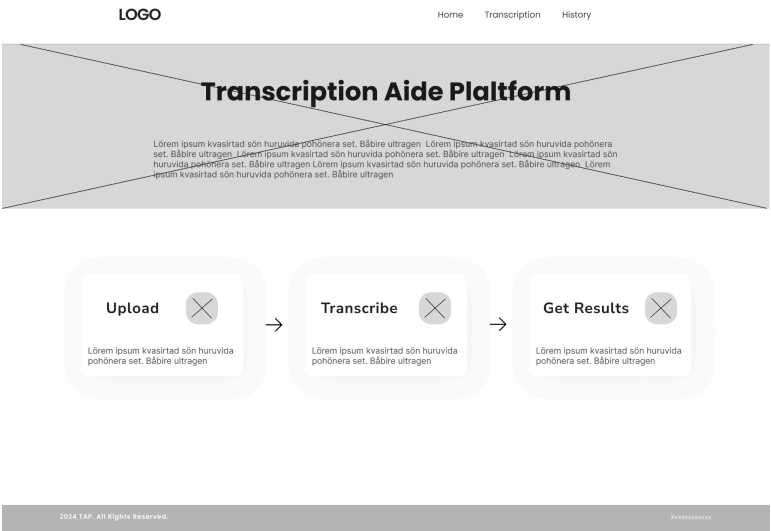 LOGO
Home Transcription History
Transcription Aide Plaltform
Lörem ipsum kvasirtad sön huruvida pohönera set. Båbire ultragen Lörem ipsum kvasirtad sön huruvida pohönera
set. Båbire ultragen Lörem ipsum kvasirtad sön huruvida pohönera set. Båbire ultragen Lörem ipsum kvasirtad sön
huruvida pohönera set. Båbire ultragen Lörem ipsum kvasirtad sön huruvida pohönera set. Båbire ultragen Lörem
ipsum kvasirtad sön huruvida pohönera set. Båbire ultragen
Upload
Lörem ipsum kvasirtad sön huruvida
pohönera set. Båbire ultragen
Transcribe
Lörem ipsum kvasirtad sön huruvida
pohönera set. Båbire ultragen
Get Results
Lörem ipsum kvasirtad sön huruvida
pohönera set. Båbire ultragen
2024 TAP. All Rights Reserved.